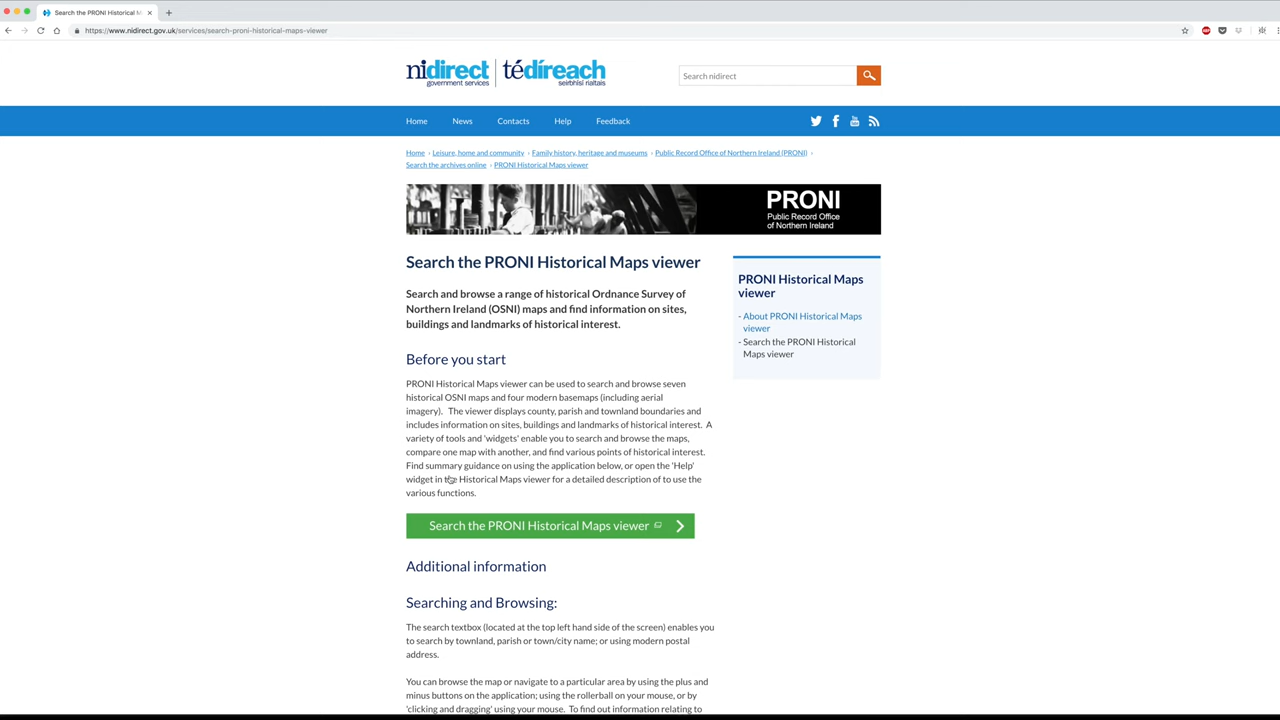 Search the PRONI Historical M
https://www.nidirect.gov.uk/services/search-proni-historical-maps-viewer
nidirect
government services
tédíreach
seirbhísí rialtais
Search nidirect
Home
News
Contacts
Help
Feedback
Home › Leisure, home and community › Family history, heritage and museums › Public Record Office of Northern Ireland (PRONI) ›
Search the archives online › PRONI Historical Maps viewer
PRONI
Public Record Office
of Northern Ireland
Search the PRONI Historical Maps viewer
Search and browse a range of historical Ordnance Survey of
Northern Ireland (OSNI) maps and find information on sites,
buildings and landmarks of historical interest.
Before you start
PRONI Historical Maps viewer can be used to search and browse seven
historical OSNI maps and four modern basemaps (including aerial
imagery). The viewer displays county, parish and townland boundaries and
includes information on sites, buildings and landmarks of historical interest. A
variety of tools and 'widgets' enable you to search and browse the maps,
compare one map with another, and find various points of historical interest.
Find summary guidance on using the application below, or open the 'Help'
widget in the Historical Maps viewer for a detailed description of to use the
various functions.
Search the PRONI Historical Maps viewer
Additional information
Searching and Browsing:
The search textbox (located at the top left hand side of the screen) enables you
to search by townland, parish or town/city name; or using modern postal
address.
You can browse the map or navigate to a particular area by using the plus and
minus buttons on the application; using the rollerball on your mouse, or by
'clicking and dragging' using your mouse. To find out information relating to
PRONI Historical Maps
viewer
- About PRONI Historical Maps
viewer
- Search the PRONI Historical
Maps viewer